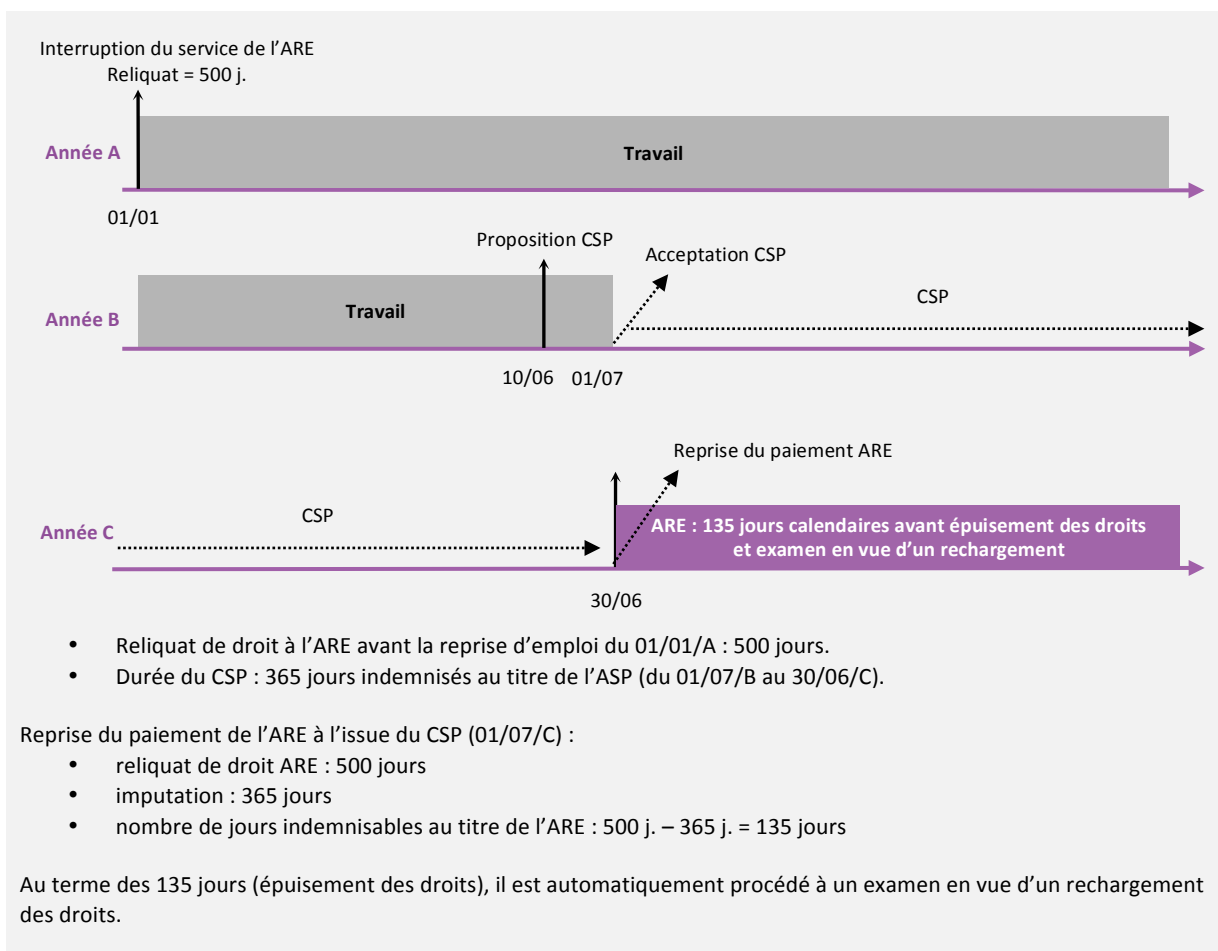 Interruption du service de l’ARE
Reliquat = 500 j.
Année A
Travail
01/01
Proposition CSP
Acceptation CSP
CSP
Année B
Travail
10/06
01/07
Reprise du paiement ARE
CSP
Année C
ARE : 135 jours calendaires avant épuisement des droits
et examen en vue d’un rechargement
30/06
• Reliquat de droit à l’ARE avant la reprise d’emploi du 01/01/A : 500 jours.
• Durée du CSP : 365 jours indemnisés au titre de l’ASP (du 01/07/B au 30/06/C).
Reprise du paiement de l’ARE à l’issue du CSP (01/07/C) :
• reliquat de droit ARE : 500 jours
• imputation : 365 jours
• nombre de jours indemnisables au titre de l’ARE : 500 j. – 365 j. = 135 jours
Au terme des 135 jours (épuisement des droits), il est automatiquement procédé à un examen en vue d’un rechargement
des droits.